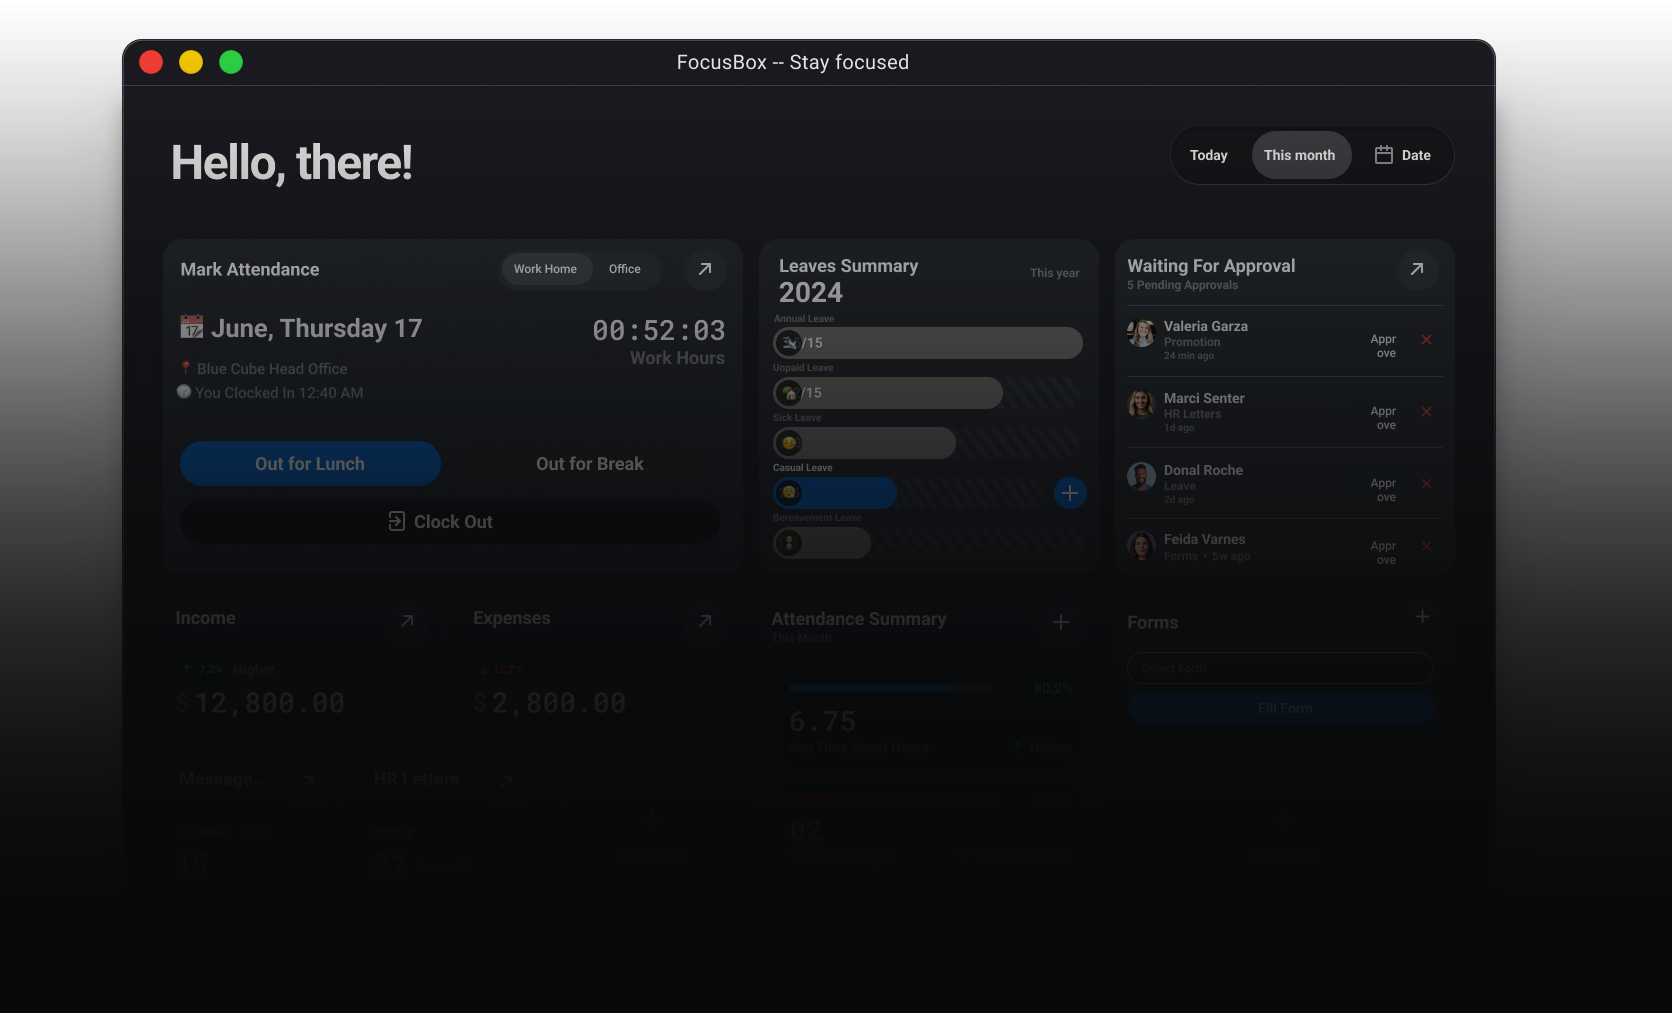 FocusBox -- Stay focused
Hello, there!
Today
This month
Date
Mark Attendance
Work Home
Office
June, Thursday 17
00:52:03
Work Hours
Blue Cube Head Office
You Clocked In 12:40 AM
Out for Lunch
Out for Break
Clock Out
Leaves Summary
This year
2024
Annual Leave
/15
Unpaid Leave
/15
Sick Leave
Casual Leave
Bereavement Leave
Waiting For Approval
5 Pending Approvals
Valeria Garza
Promotion
24 min ago
Appr
ove
Marci Senter
HR Letters
1d ago
Appr
ove
Donal Roche
Leave
2d ago
Appr
ove
Feida Varnes
Forms • 5w ago
Appr
ove
Income
-7.2% Higher
$12,800.00
Expenses
12.2%
$2,800.00
Attendance Summary
This Month
80.2%
6.75
Avg Time Spent Hours
Higher
02
Forms
Select Form
Fill Form
Message...
15
HR Letters
Status
21